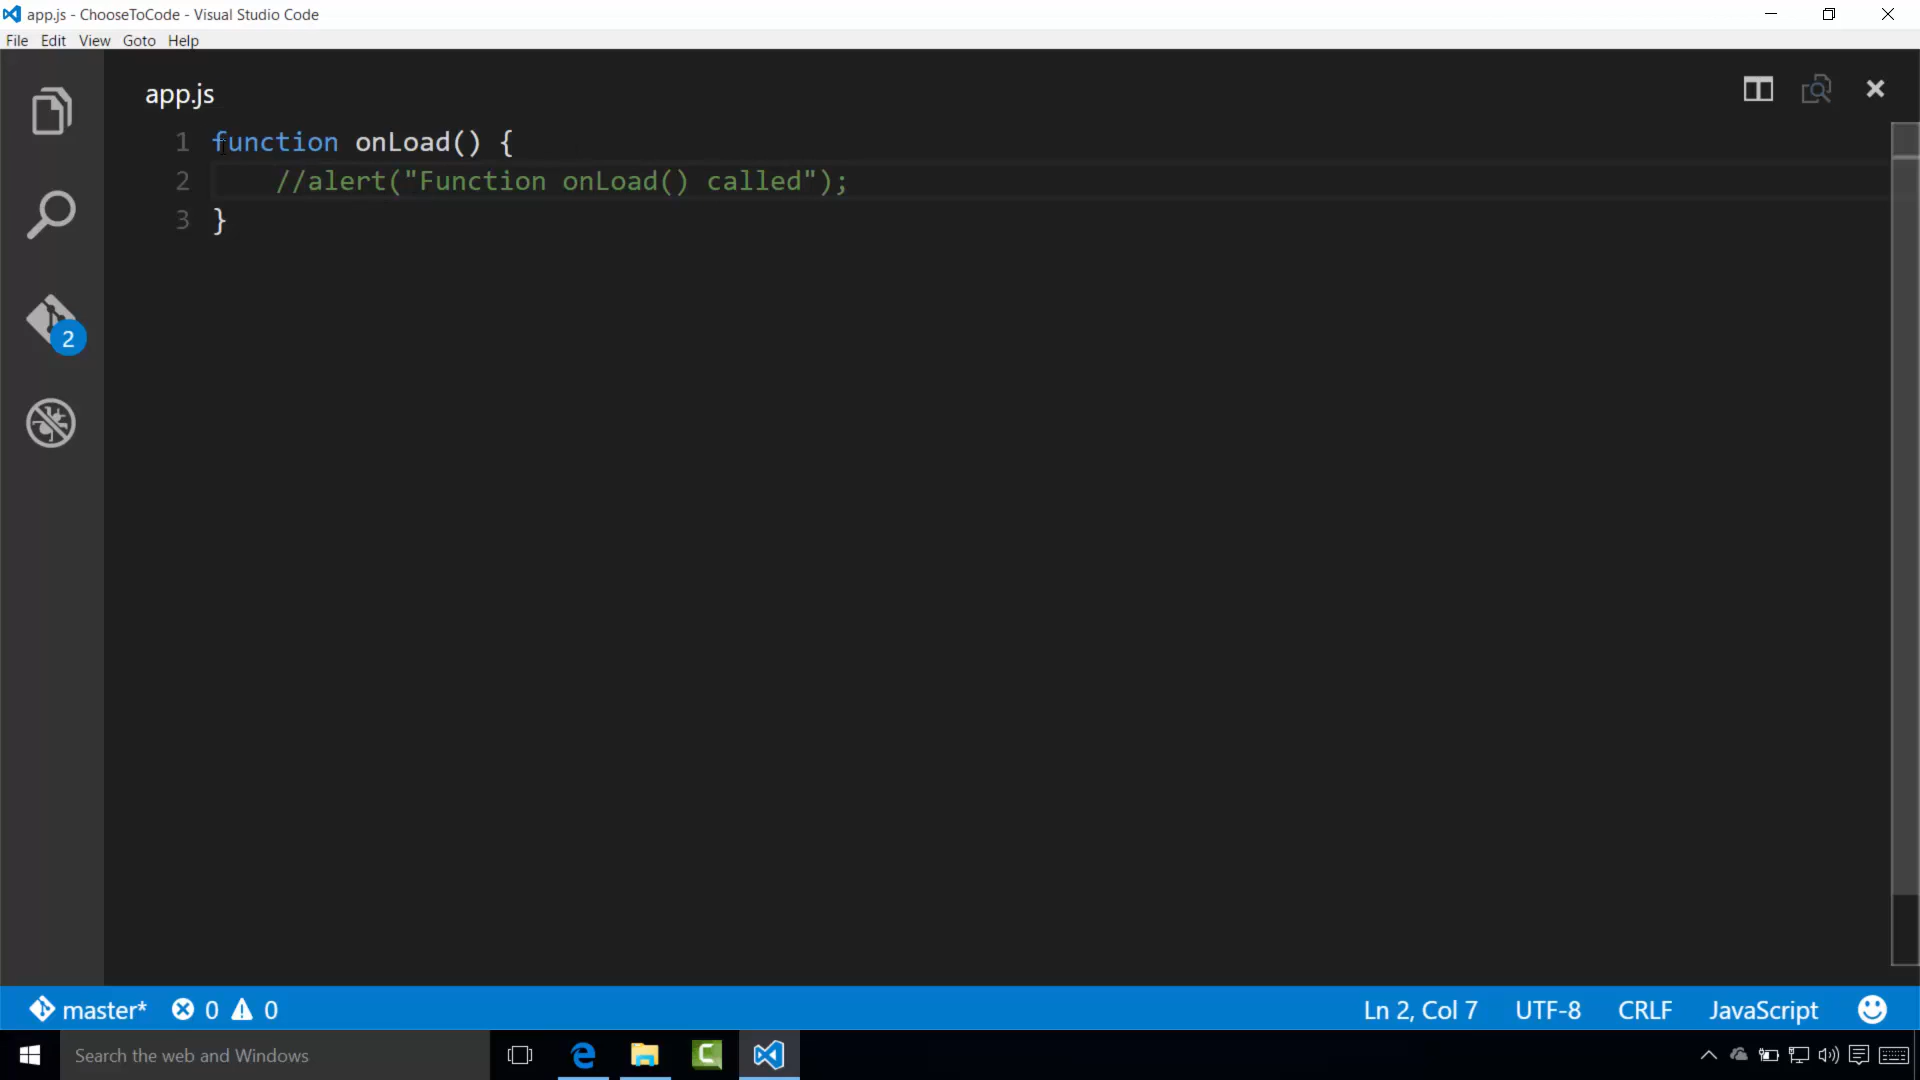 app.js - ChooseToCode - Visual Studio Code
File Edit View Goto Help
app.js
1 function onLoad() {
2 //alert("Function onLoad() called");
3 }
2
master* 0 0 Ln 2, Col 7 UTF-8 CRLF JavaScript
Search the web and Windows